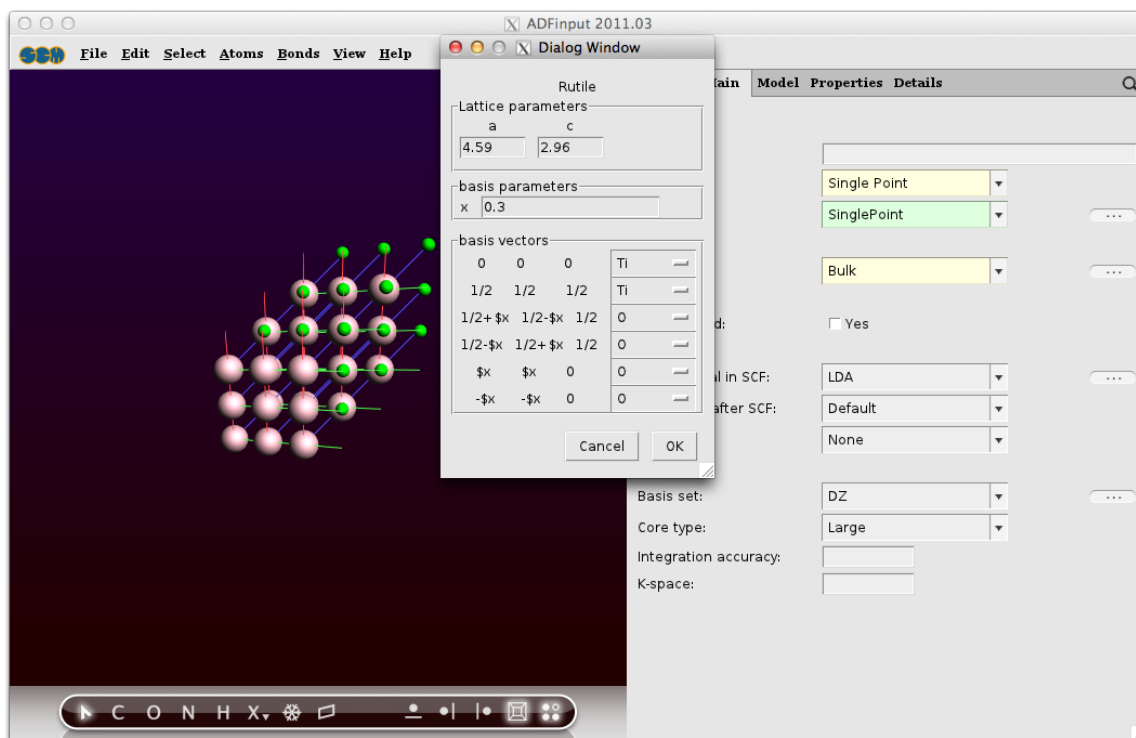 ADFinput 2011.03
SCM File Edit Select Atoms Bonds View Help
Dialog Window
Rutile
Lattice parameters
a c
4.59 2.96
basis parameters
x 0.3
basis vectors
0 0 0 Ti
1/2 1/2 1/2 Ti
1/2+$x 1/2-$x 1/2 O
1/2-$x 1/2+$x 1/2 O
$x $x 0 O
-$x -$x 0 O
Cancel OK
Model Properties Details
Single Point
SinglePoint
...
Bulk
...
Yes
in SCF: LDA
...
after SCF: Default
None
Basis set: DZ
...
Core type: Large
Integration accuracy:
K-space:
C O N H X